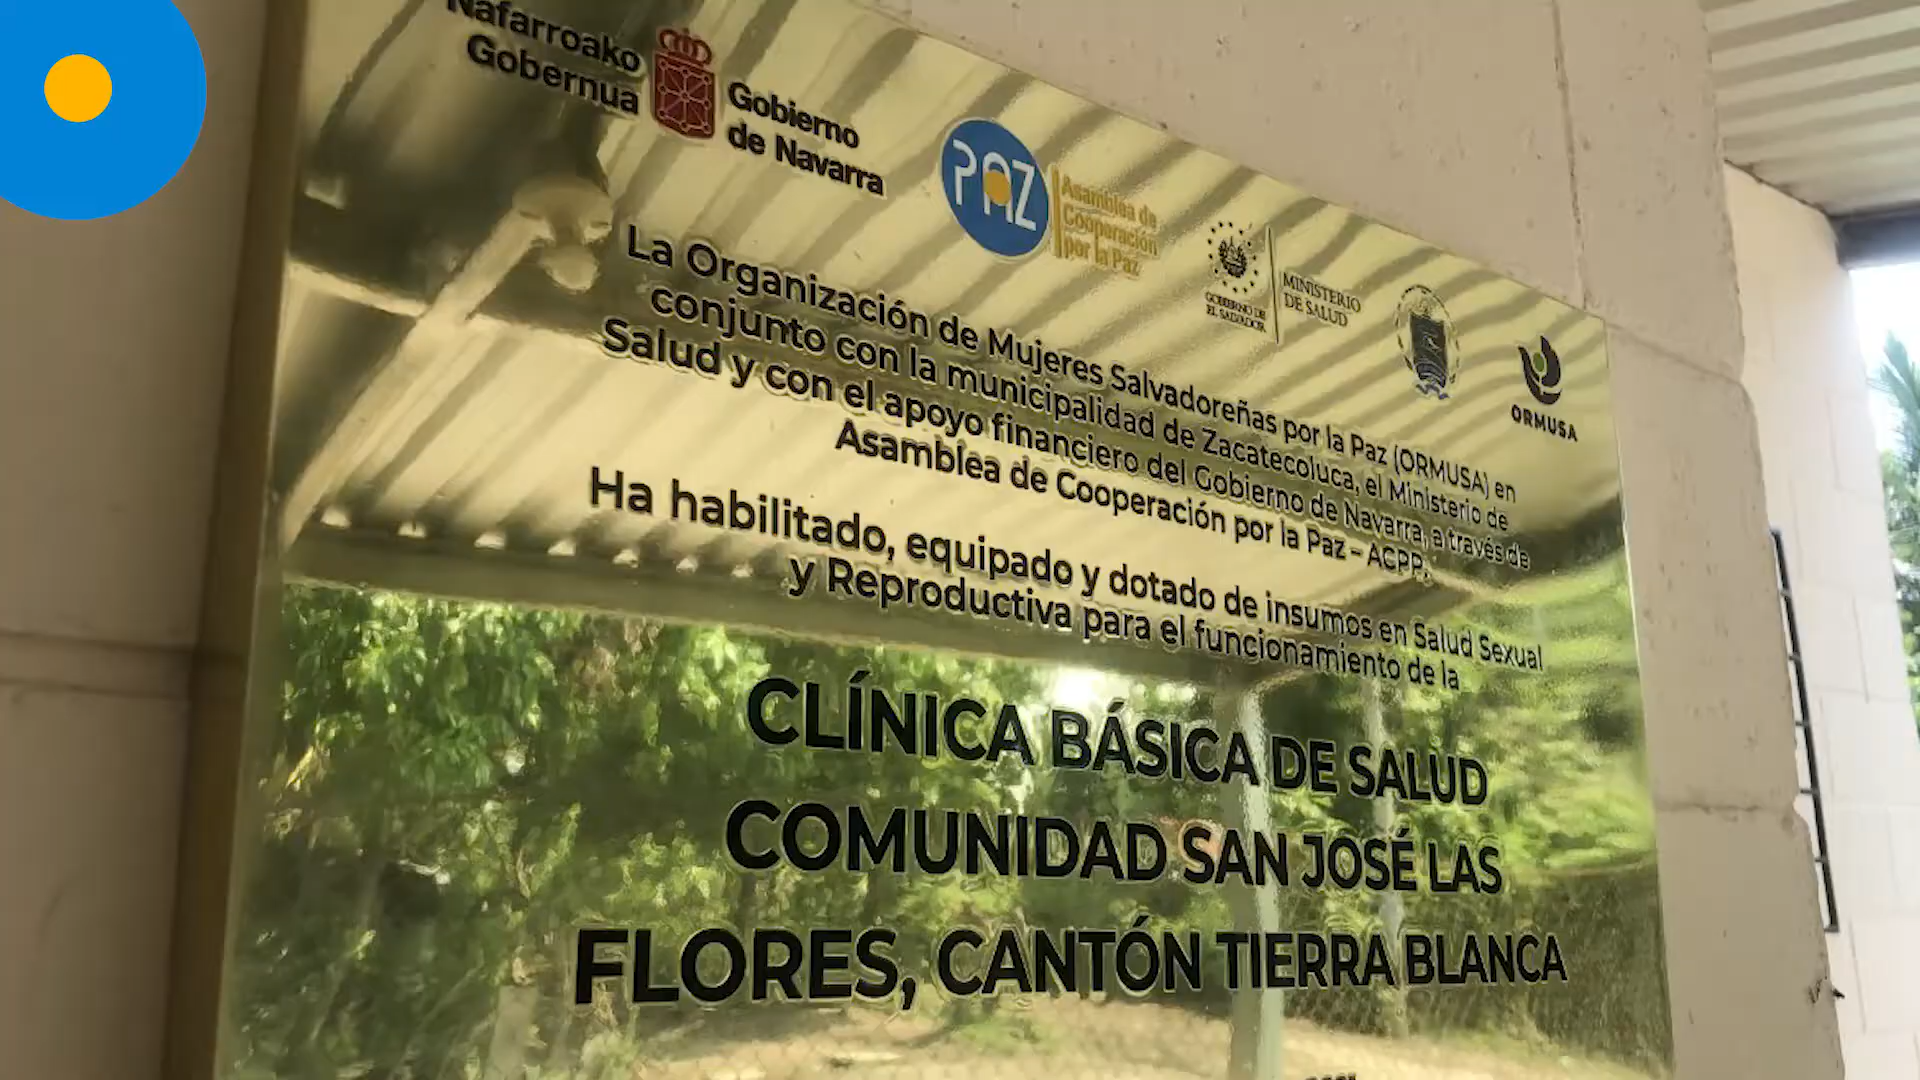 Nafarroako
Gobernua
Gobierno
de Navarra
PAZ
Asamblea de
Cooperación
por la Paz
GOBIERNO DE
EL SALVADOR
MINISTERIO
DE SALUD
ORMUSA
La Organización de Mujeres Salvadoreñas por la Paz (ORMUSA) en
conjunto con la municipalidad de Zacatecoluca, el Ministerio de
Salud y con el apoyo financiero del Gobierno de Navarra, a través de
Asamblea de Cooperación por la Paz – ACPP,
Ha habilitado, equipado y dotado de insumos en Salud Sexual
y Reproductiva para el funcionamiento de la
CLÍNICA BÁSICA DE SALUD
COMUNIDAD SAN JOSÉ LAS
FLORES, CANTÓN TIERRA BLANCA